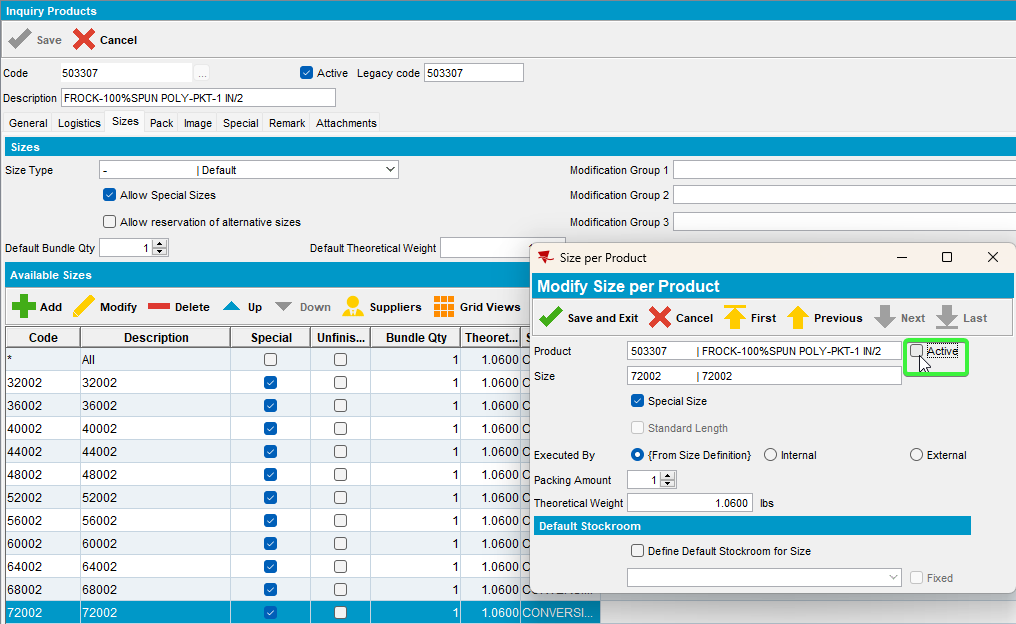 Inquiry Products
Save Cancel
Code 503307 ... Active Legacy code 503307
Description FROCK-100%SPUN POLY-PKT-1 IN/2
General Logistics Sizes Pack Image Special Remark Attachments
Sizes
Size Type - | Default Modification Group 1
Allow Special Sizes Modification Group 2
Allow reservation of alternative sizes Modification Group 3
Default Bundle Qty 1 Default Theoretical Weight
Available Sizes
Add Modify Delete Up Down Suppliers Grid Views
Code Description Special Unfinis... Bundle Qty Theoret...
* All 1 1.0600
32002 32002 1 1.0600
36002 36002 1 1.0600
40002 40002 1 1.0600
44002 44002 1 1.0600
48002 48002 1 1.0600
52002 52002 1 1.0600
56002 56002 1 1.0600
60002 60002 1 1.0600
64002 64002 1 1.0600
68002 68002 1 1.0600
72002 72002 1 1.0600 CONVERSI...
Size per Product
Modify Size per Product
Save and Exit Cancel First Previous Next Last
Product 503307 | FROCK-100%SPUN POLY-PKT-1 IN/2 Active
Size 72002 | 72002
Special Size
Standard Length
Executed By {From Size Definition} Internal External
Packing Amount 1
Theoretical Weight 1.0600 lbs
Default Stockroom
Define Default Stockroom for Size
Fixed